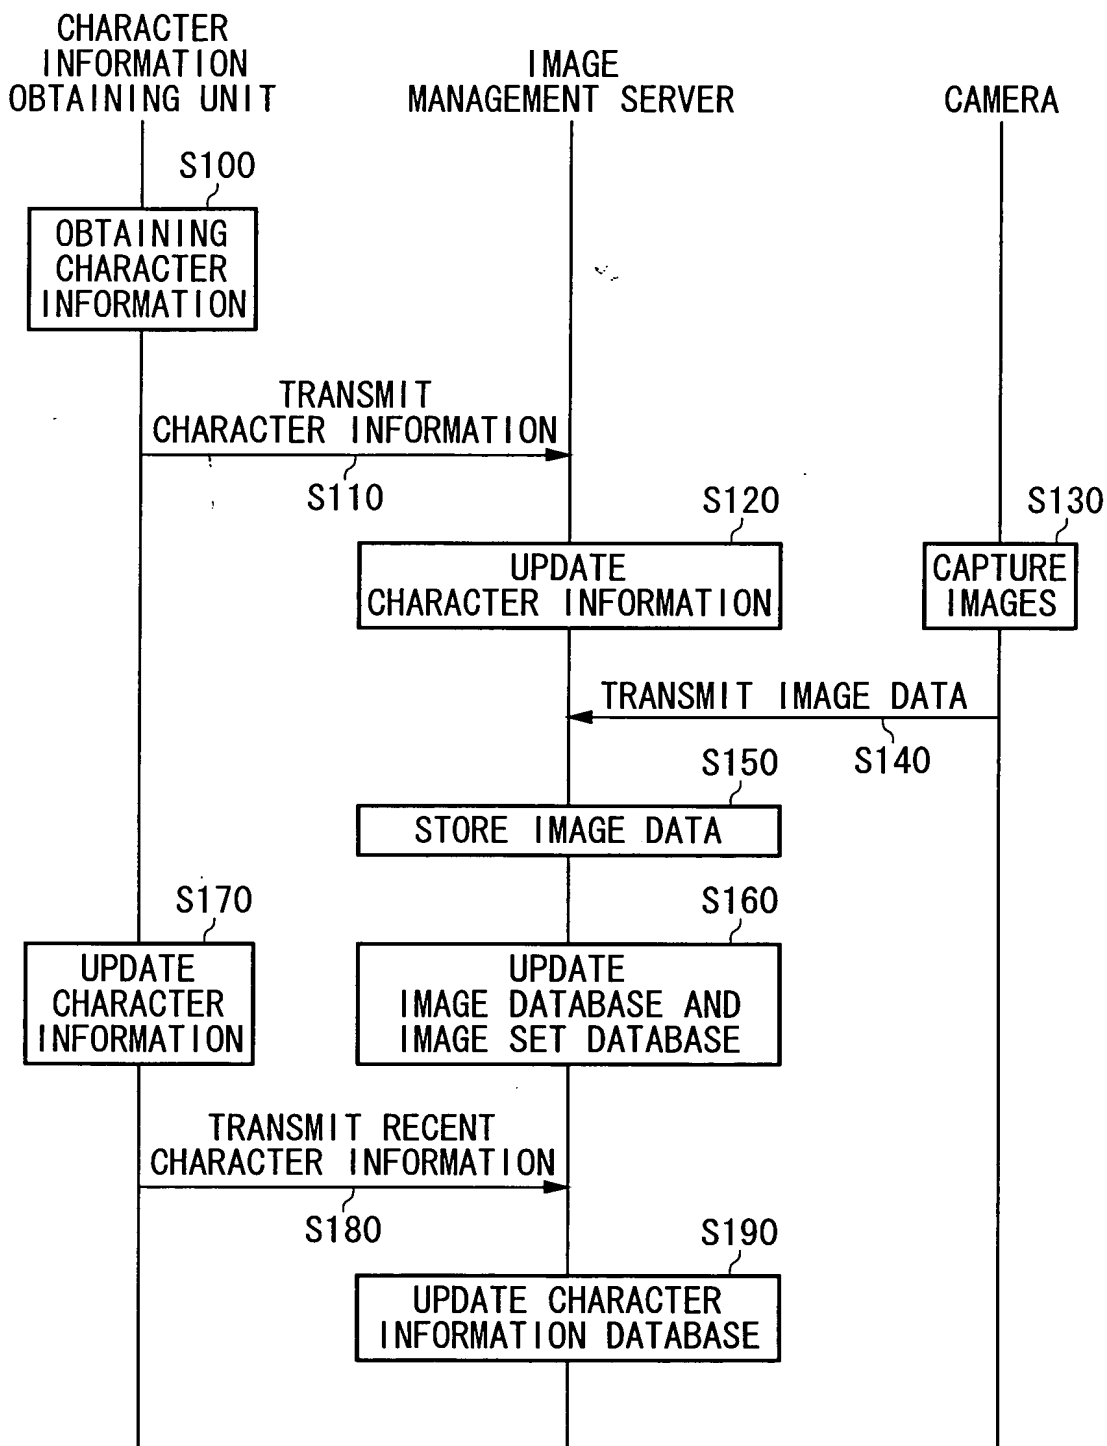 CHARACTER
INFORMATION
OBTAINING UNIT
IMAGE
MANAGEMENT SERVER
CAMERA
S100
OBTAINING
CHARACTER
INFORMATION
TRANSMIT
CHARACTER INFORMATION
S110
S120
UPDATE
CHARACTER INFORMATION
S130
CAPTURE
IMAGES
TRANSMIT IMAGE DATA
S140
S150
STORE IMAGE DATA
S170
UPDATE
CHARACTER
INFORMATION
S160
UPDATE
IMAGE DATABASE AND
IMAGE SET DATABASE
TRANSMIT RECENT
CHARACTER INFORMATION
S180
S190
UPDATE CHARACTER
INFORMATION DATABASE